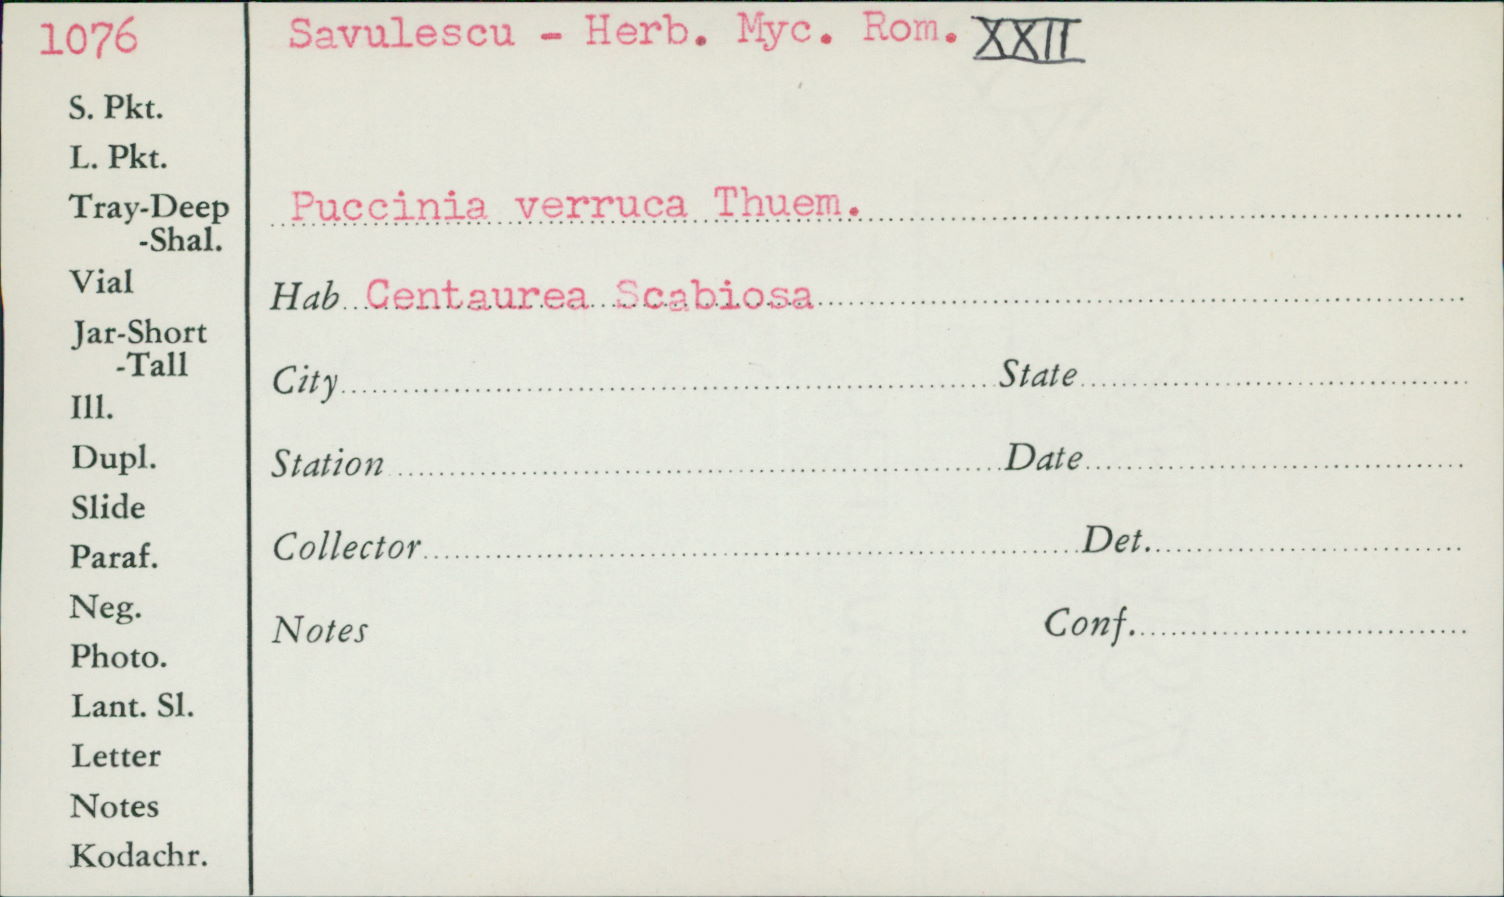 1076
Savulescu - Herb. Myc. Rom. XXII
S. Pkt.
L. Pkt.
Tray-Deep
-Shal.
Vial
Jar-Short
-Tall
Ill.
Dupl.
Slide
Paraf.
Neg.
Photo.
Lant. Sl.
Letter
Notes
Kodachr.
Puccinia verruca Thuem.
Hab Centaurea Scabiosa
City State
Station Date
Collector Det.
Notes Conf.